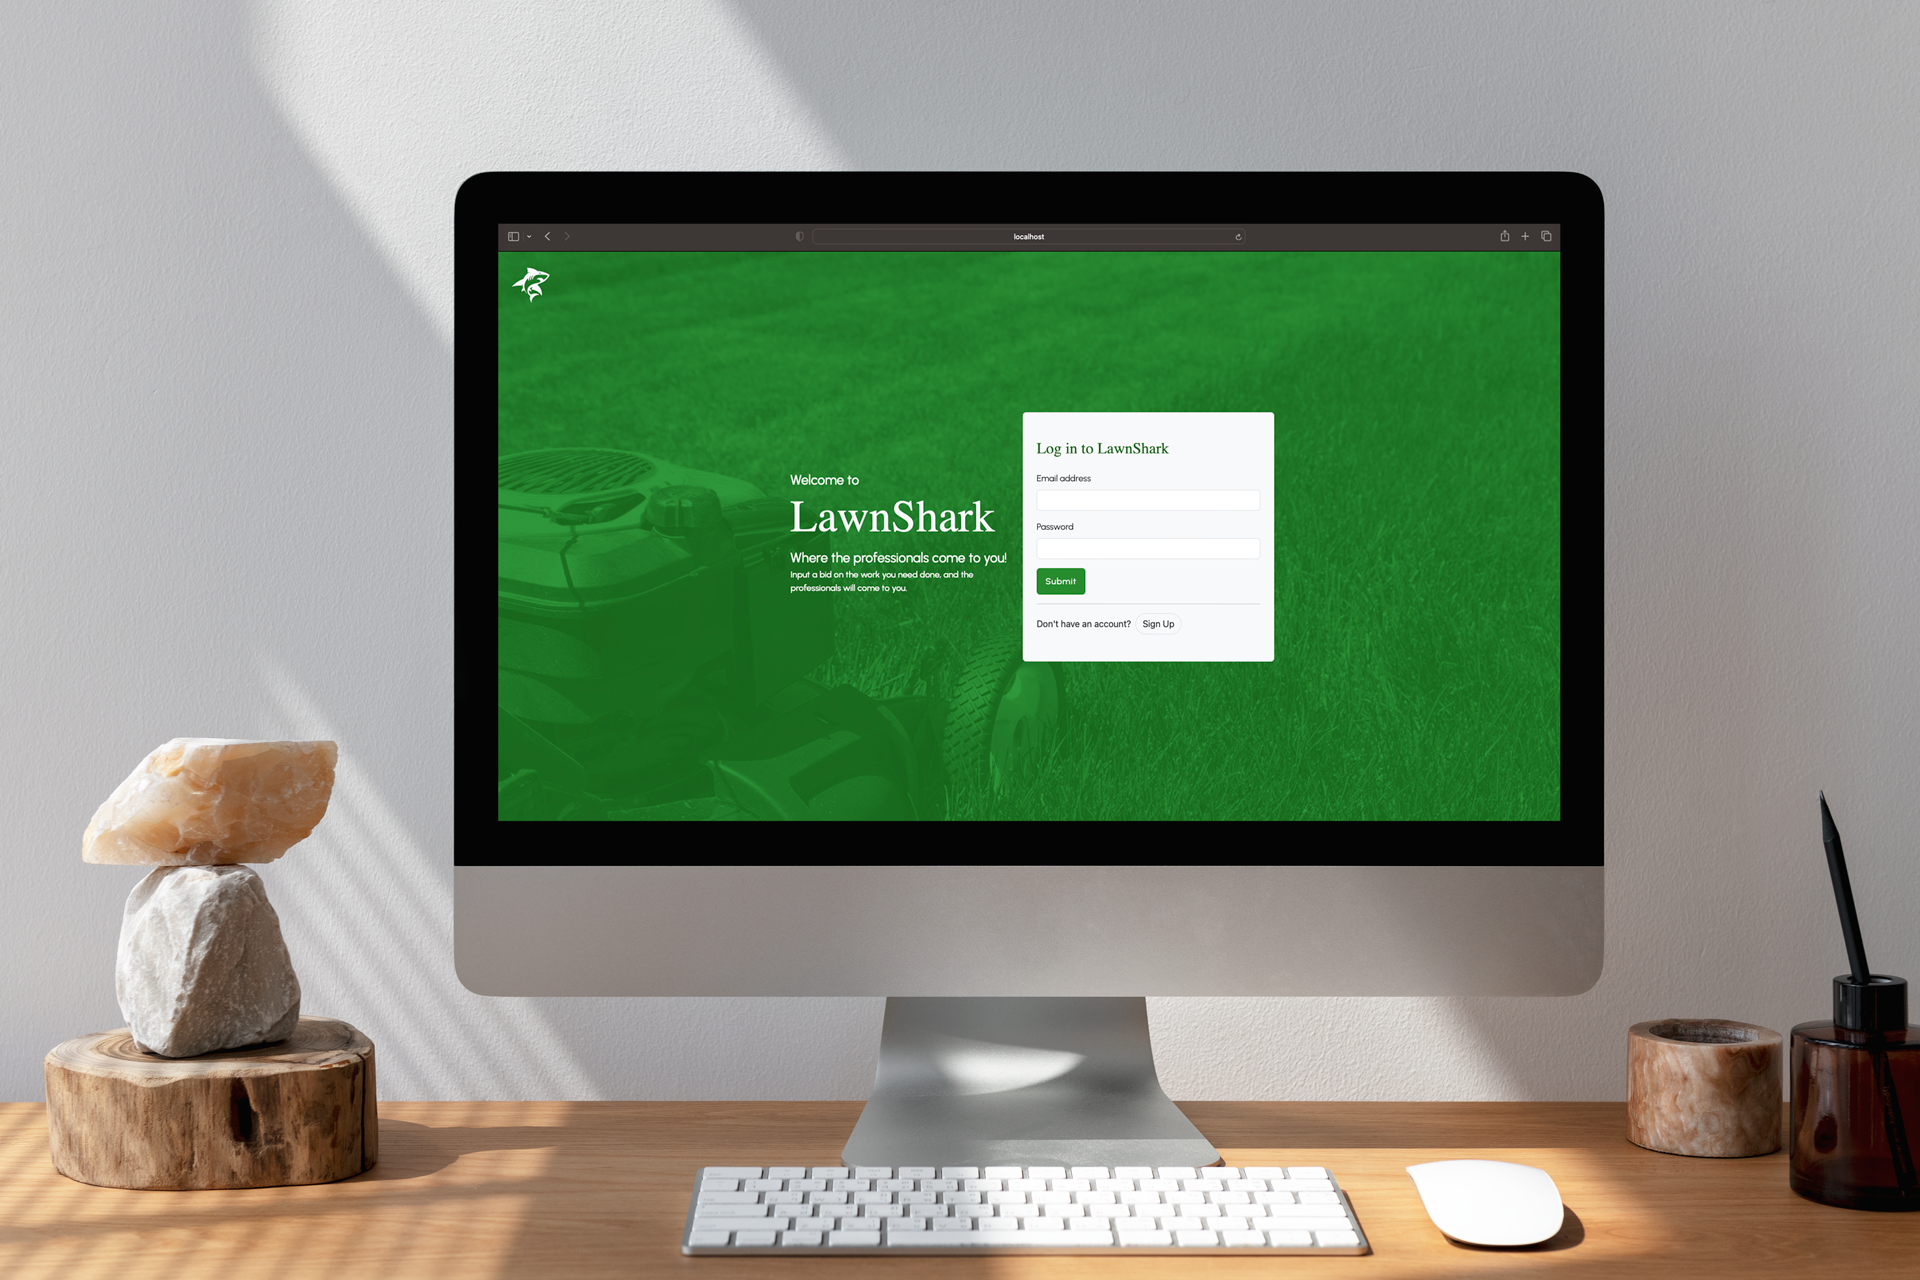 localhost
Welcome to
LawnShark
Where the professionals come to you!
Input a bid on the work you need done, and the
professionals will come to you.
Log in to LawnShark
Email address
Password
Submit
Don't have an account? Sign Up